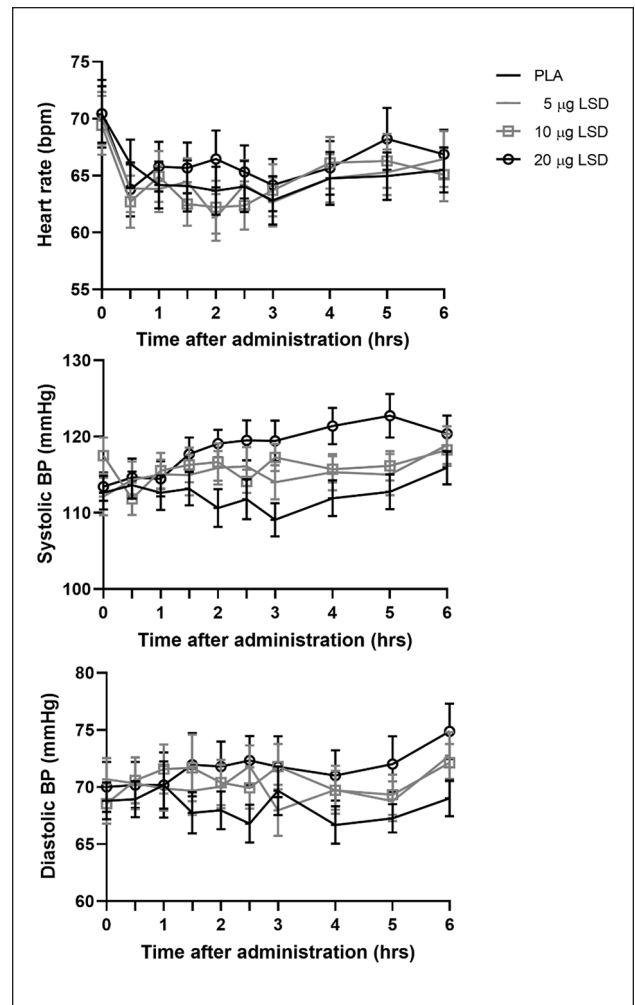 75
70
65
60
55
Heart rate (bpm)
0 1 2 3 4 5 6
Time after administration (hrs)
PLA
5 μg LSD
10 μg LSD
20 μg LSD
130
120
110
100
Systolic BP (mmHg)
0 1 2 3 4 5 6
Time after administration (hrs)
80
75
70
65
60
Diastolic BP (mmHg)
0 1 2 3 4 5 6
Time after administration (hrs)